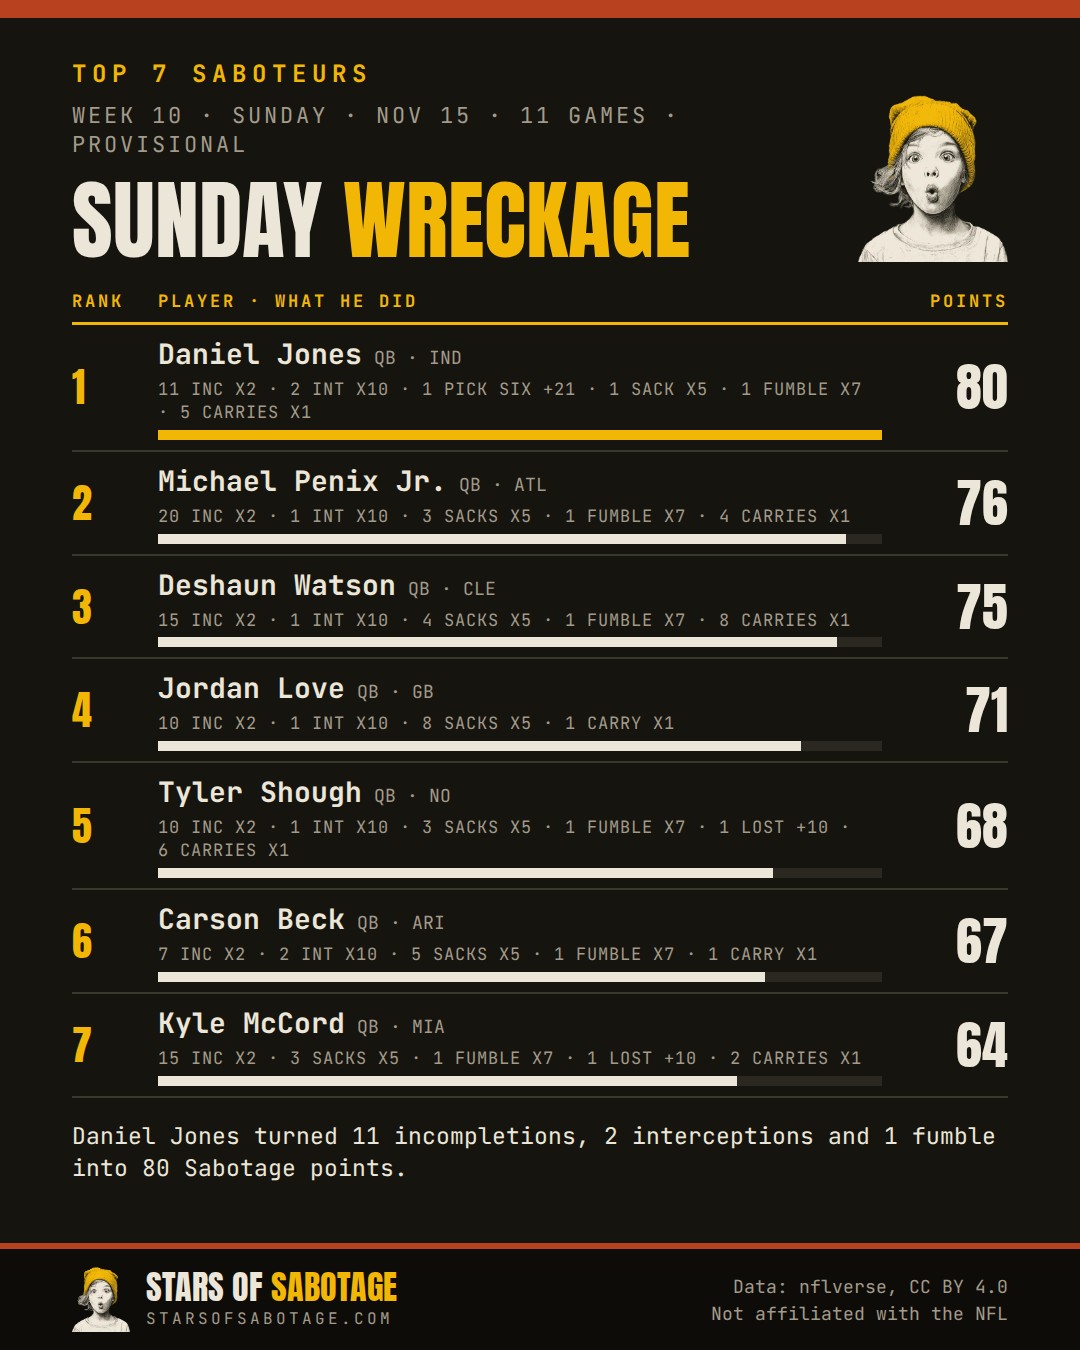 TOP 7 SABOTEURS
WEEK 10 · SUNDAY · NOV 15 · 11 GAMES ·
PROVISIONAL
SUNDAY WRECKAGE
RANK PLAYER · WHAT HE DID POINTS
1 Daniel Jones QB · IND 80
11 INC X2 · 2 INT X10 · 1 PICK SIX +21 · 1 SACK X5 · 1 FUMBLE X7
· 5 CARRIES X1
2 Michael Penix Jr. QB · ATL 76
20 INC X2 · 1 INT X10 · 3 SACKS X5 · 1 FUMBLE X7 · 4 CARRIES X1
3 Deshaun Watson QB · CLE 75
15 INC X2 · 1 INT X10 · 4 SACKS X5 · 1 FUMBLE X7 · 8 CARRIES X1
4 Jordan Love QB · GB 71
10 INC X2 · 1 INT X10 · 8 SACKS X5 · 1 CARRY X1
5 Tyler Shough QB · NO 68
10 INC X2 · 1 INT X10 · 3 SACKS X5 · 1 FUMBLE X7 · 1 LOST +10 ·
6 CARRIES X1
6 Carson Beck QB · ARI 67
7 INC X2 · 2 INT X10 · 5 SACKS X5 · 1 FUMBLE X7 · 1 CARRY X1
7 Kyle McCord QB · MIA 64
15 INC X2 · 3 SACKS X5 · 1 FUMBLE X7 · 1 LOST +10 · 2 CARRIES X1
Daniel Jones turned 11 incompletions, 2 interceptions and 1 fumble
into 80 Sabotage points.
STARS OF SABOTAGE
STARSOFSABOTAGE.COM
Data: nflverse, CC BY 4.0
Not affiliated with the NFL